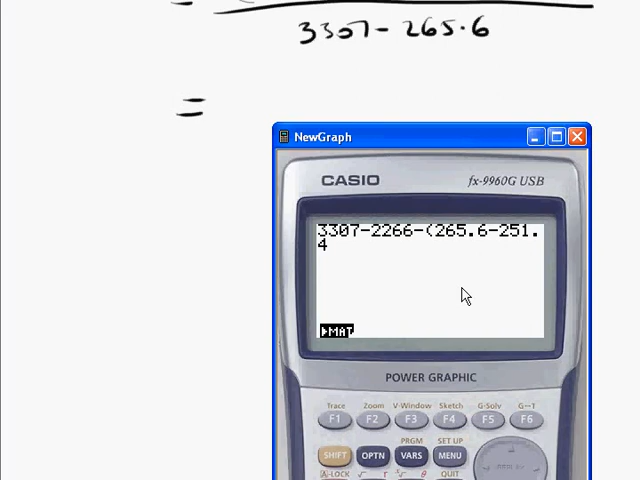 =
3307 - 265.6
=
NewGraph
CASIO fx-9960G USB
3307-2266-(265.6-251.
4
▶MAT
POWER GRAPHIC
Trace Zoom V-Window Sketch G-Solv G↔T
F1 F2 F3 F4 F5 F6
PRGM SET UP
SHIFT OPTN VARS MENU
A-LOCK √ r θ QUIT